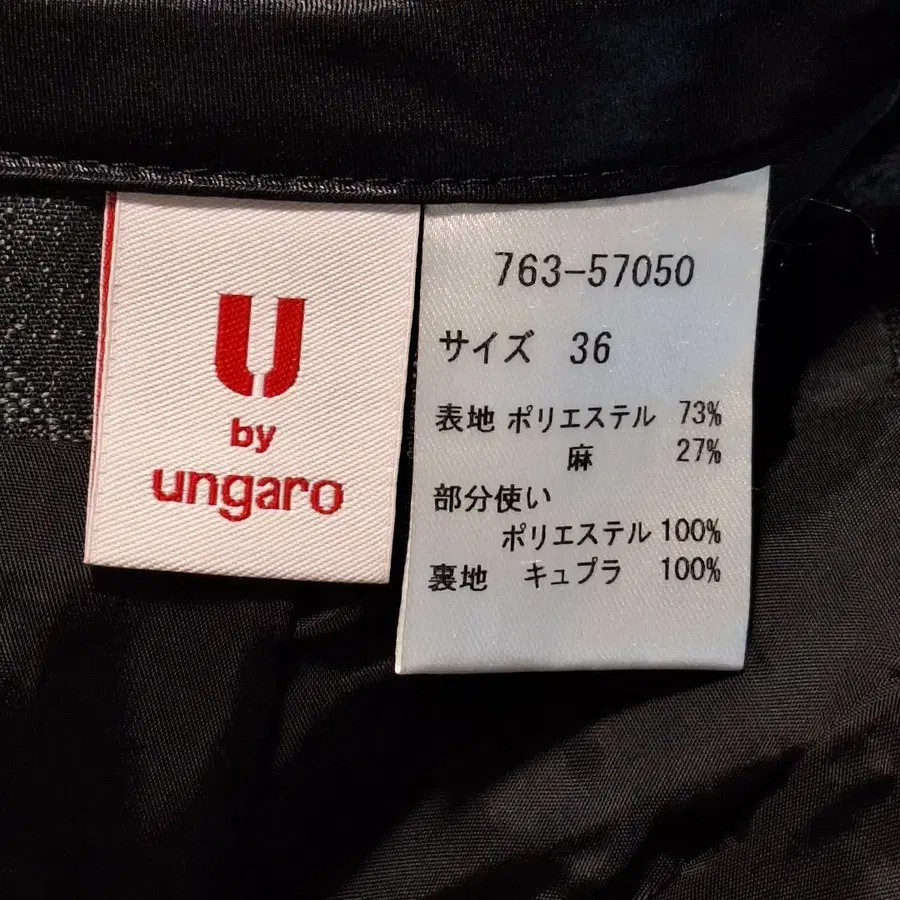 U
by
ungaro
763-57050
サイズ 36
表地 ポリエステル 73%
麻 27%
部分使い
ポリエステル 100%
裏地 キュプラ 100%